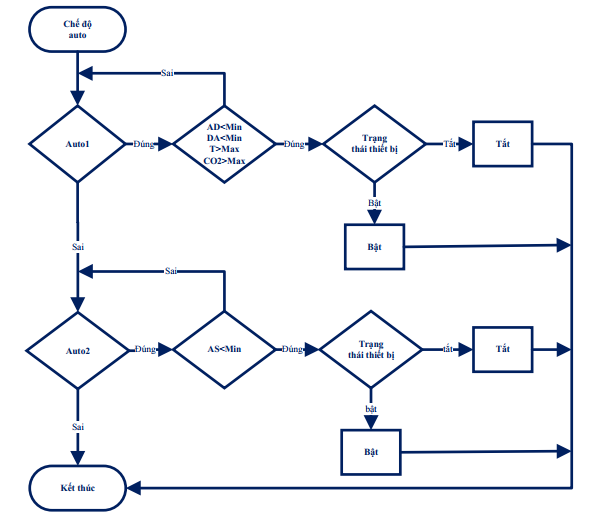 Chế độ
auto
Sai
Auto1
Đúng
AD<Min
DA<Min
T>Max
CO2>Max
Đúng
Trạng
thái thiết bị
Tắt
Tắt
Bật
Bật
Sai
Sai
Auto2
Đúng
AS<Min
Đúng
Trạng
thái thiết bị
tắt
Tắt
bật
Bật
Sai
Kết thúc